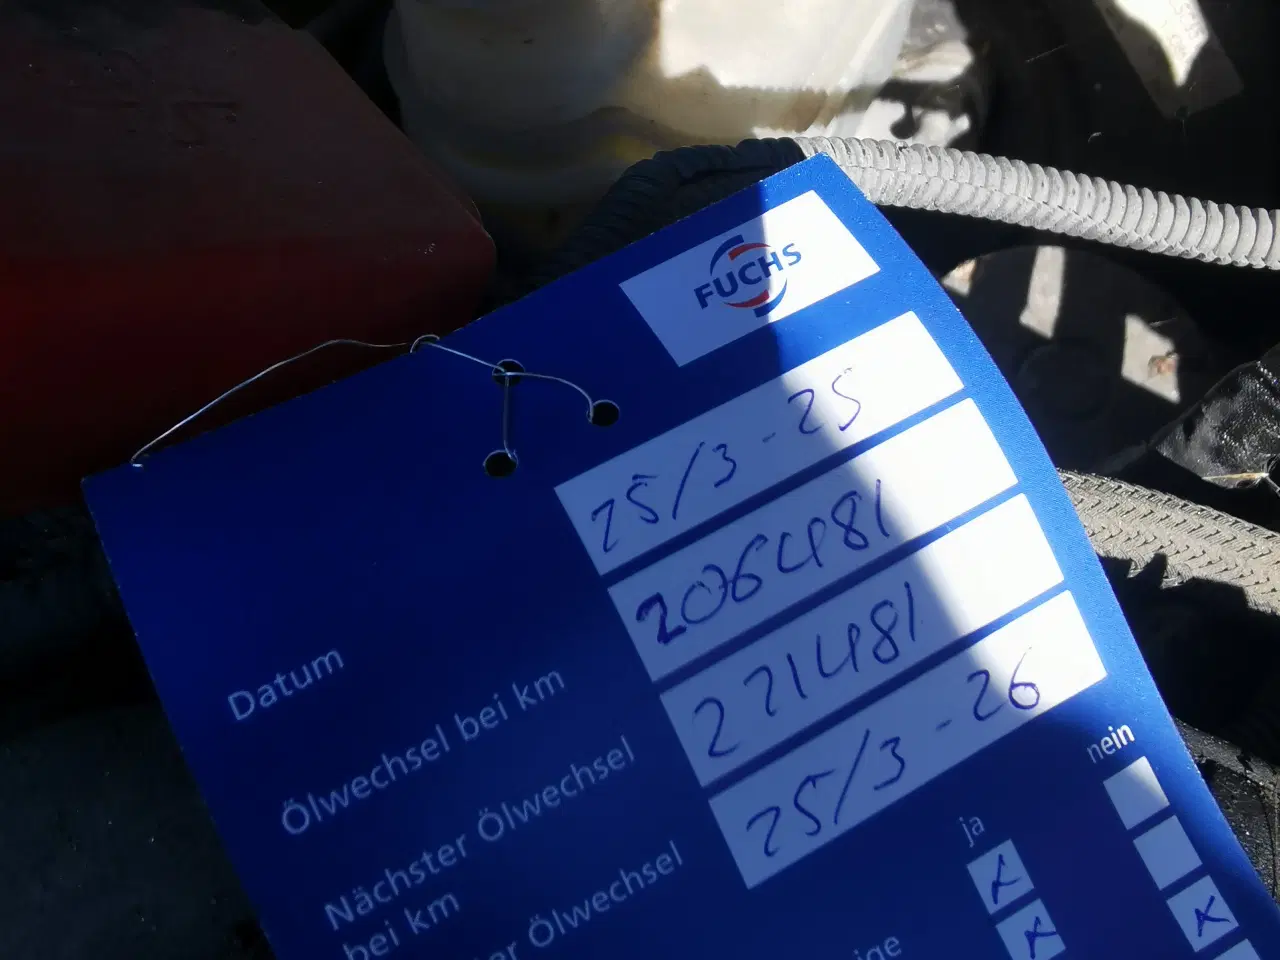 FUCHS
Datum 25/3-25
Ölwechsel bei km 206481
Nächster Ölwechsel
bei km 221481
Ölwechsel 25/3-26
ja nein